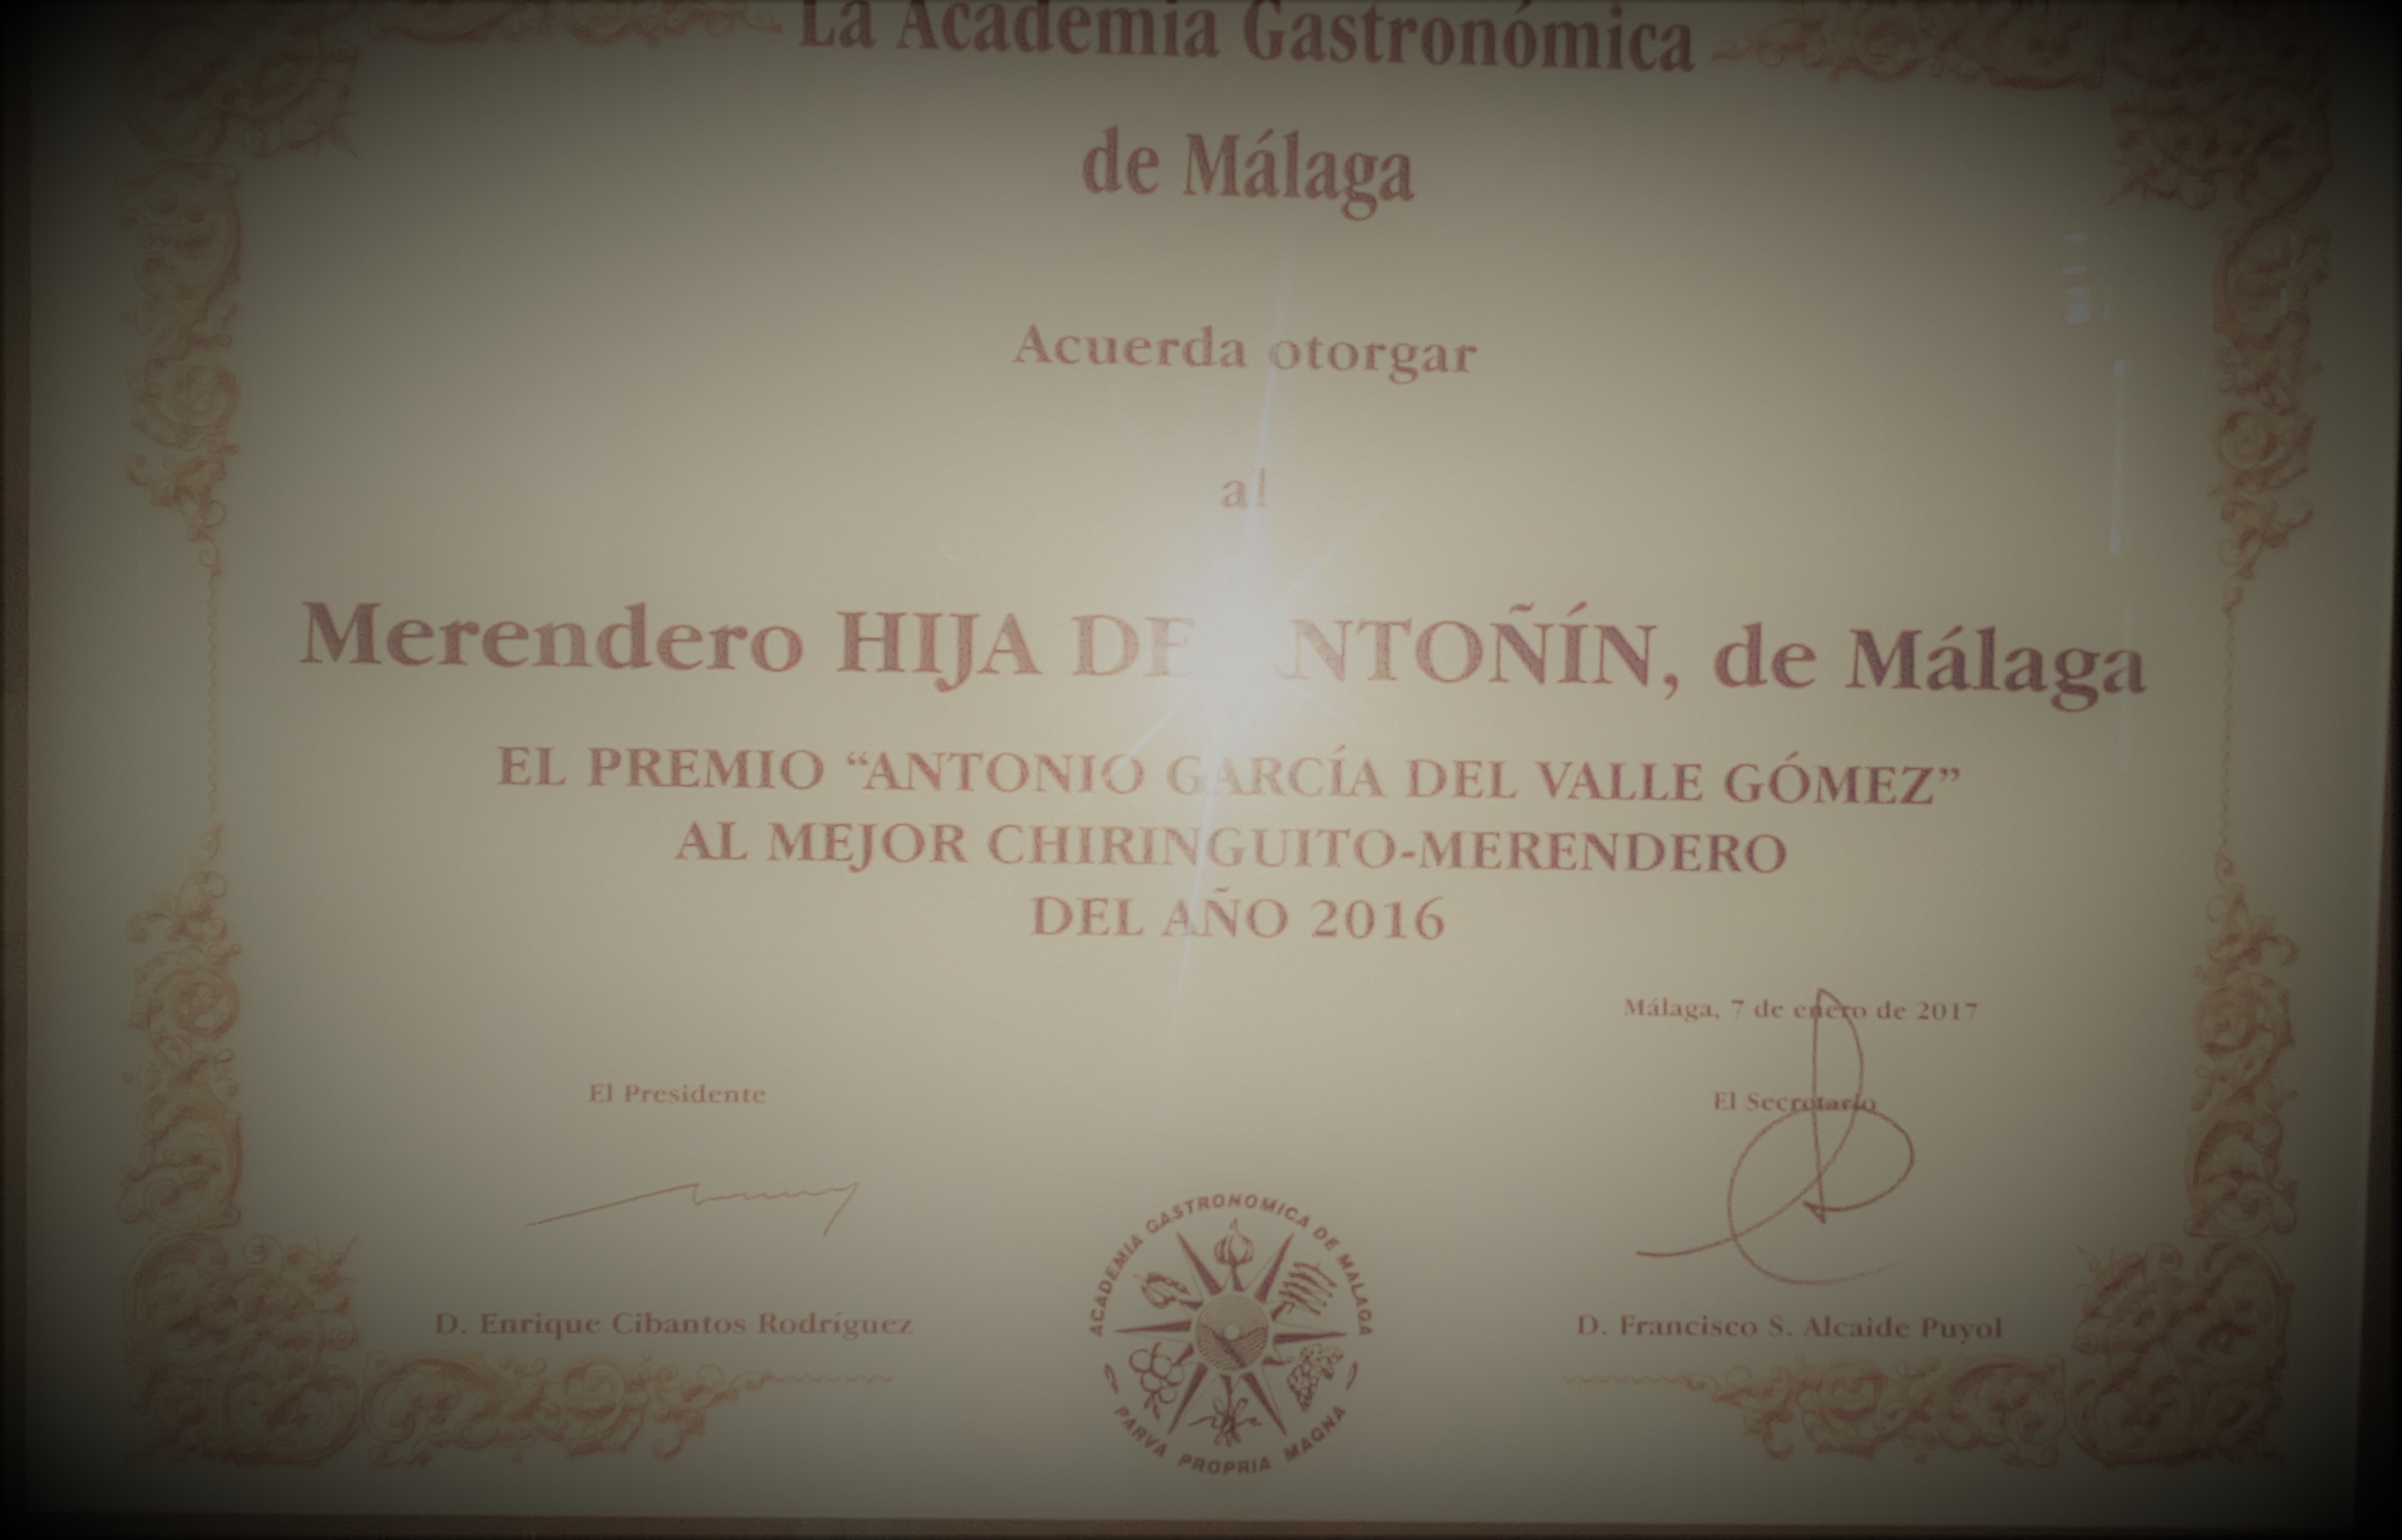 La Academia Gastronómica
de Málaga
Acuerda otorgar
al
Merendero HIJA DE NTOÑÍN, de Málaga
EL PREMIO “ANTONIO GARCÍA DEL VALLE GÓMEZ”
AL MEJOR CHIRINGUITO-MERENDERO
DEL AÑO 2016
Málaga, 7 de enero de 2017
El Presidente
El Secretario
D. Enrique Cibantos Rodríguez
D. Francisco S. Alcaide Puyol
ACADEMIA GASTRONOMICA DE MALAGA
PARVA PROPRIA MAGNA